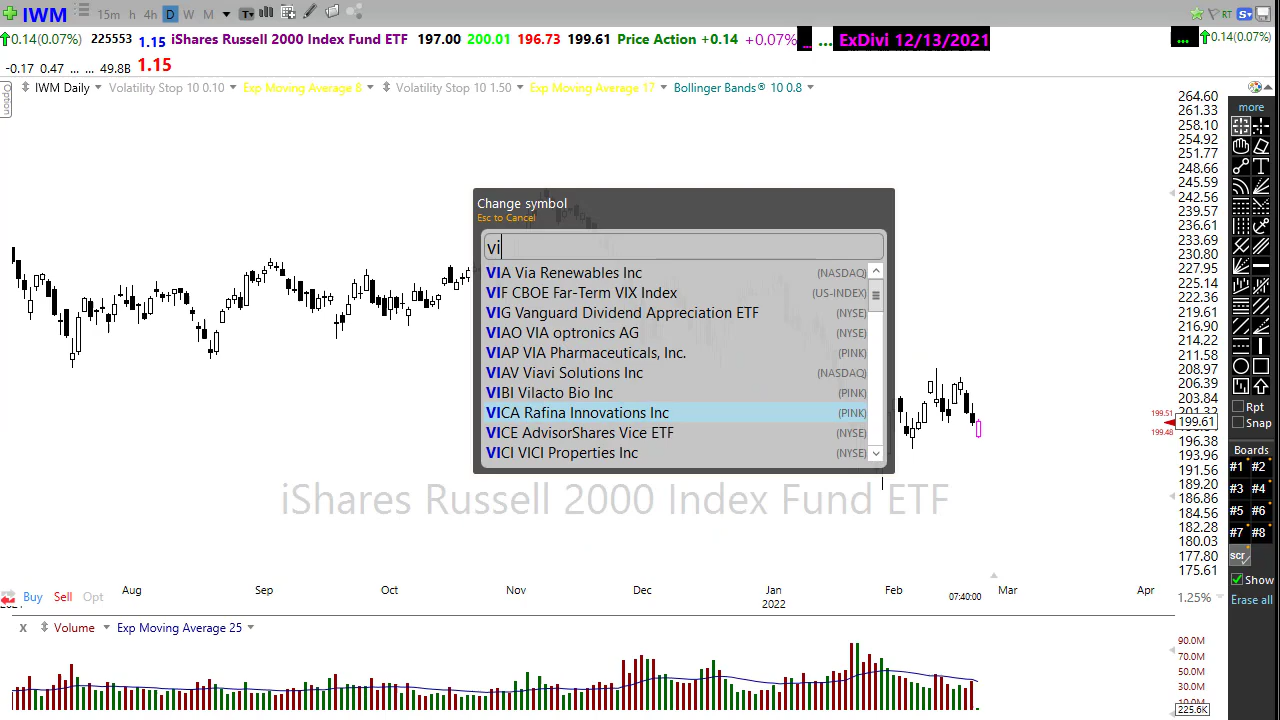 IWM 15m h 4h D W M T RT S
0.14(0.07%) 225553 1.15 iShares Russell 2000 Index Fund ETF 197.00 200.01 196.73 199.61 Price Action +0.14 +0.07% ... ... ExDivi 12/13/2021 ... 0.14(0.07%)
-0.17 0.47 ... ... 49.8B 1.15
Option
IWM Daily Volatility Stop 10 0.10 Exp Moving Average 8 Volatility Stop 10 1.50 Exp Moving Average 17 Bollinger Bands® 10 0.8
264.60
261.33
258.10
254.92
251.77
248.66
245.59
242.56
239.57
236.61
233.69
230.80
227.95
225.14
222.36
219.61
216.90
214.22
211.58
208.97
206.39
203.84
201.32
199.51
199.61
199.48
196.38
193.96
191.56
189.20
186.86
184.56
182.28
180.03
177.80
175.61
Change symbol
Esc to Cancel
vi
VIA Via Renewables Inc (NASDAQ)
VIF CBOE Far-Term VIX Index (US-INDEX)
VIG Vanguard Dividend Appreciation ETF (NYSE)
VIAO VIA optronics AG (NYSE)
VIAP VIA Pharmaceuticals, Inc. (PINK)
VIAV Viavi Solutions Inc (NASDAQ)
VIBI Vilacto Bio Inc (PINK)
VICA Rafina Innovations Inc (PINK)
VICE AdvisorShares Vice ETF (NYSE)
VICI VICI Properties Inc (NYSE)
iShares Russell 2000 Index Fund ETF
more
T
Rpt
Snap
Boards
#1 #2
#3 #4
#5 #6
#7 #8
scr
Show
Erase all
Aug Sep Oct Nov Dec Jan Feb Mar Apr
2022
07:40:00
Buy Sell Opt
1.25%
X Volume Exp Moving Average 25
90.0M
70.0M
50.0M
30.0M
225.6K